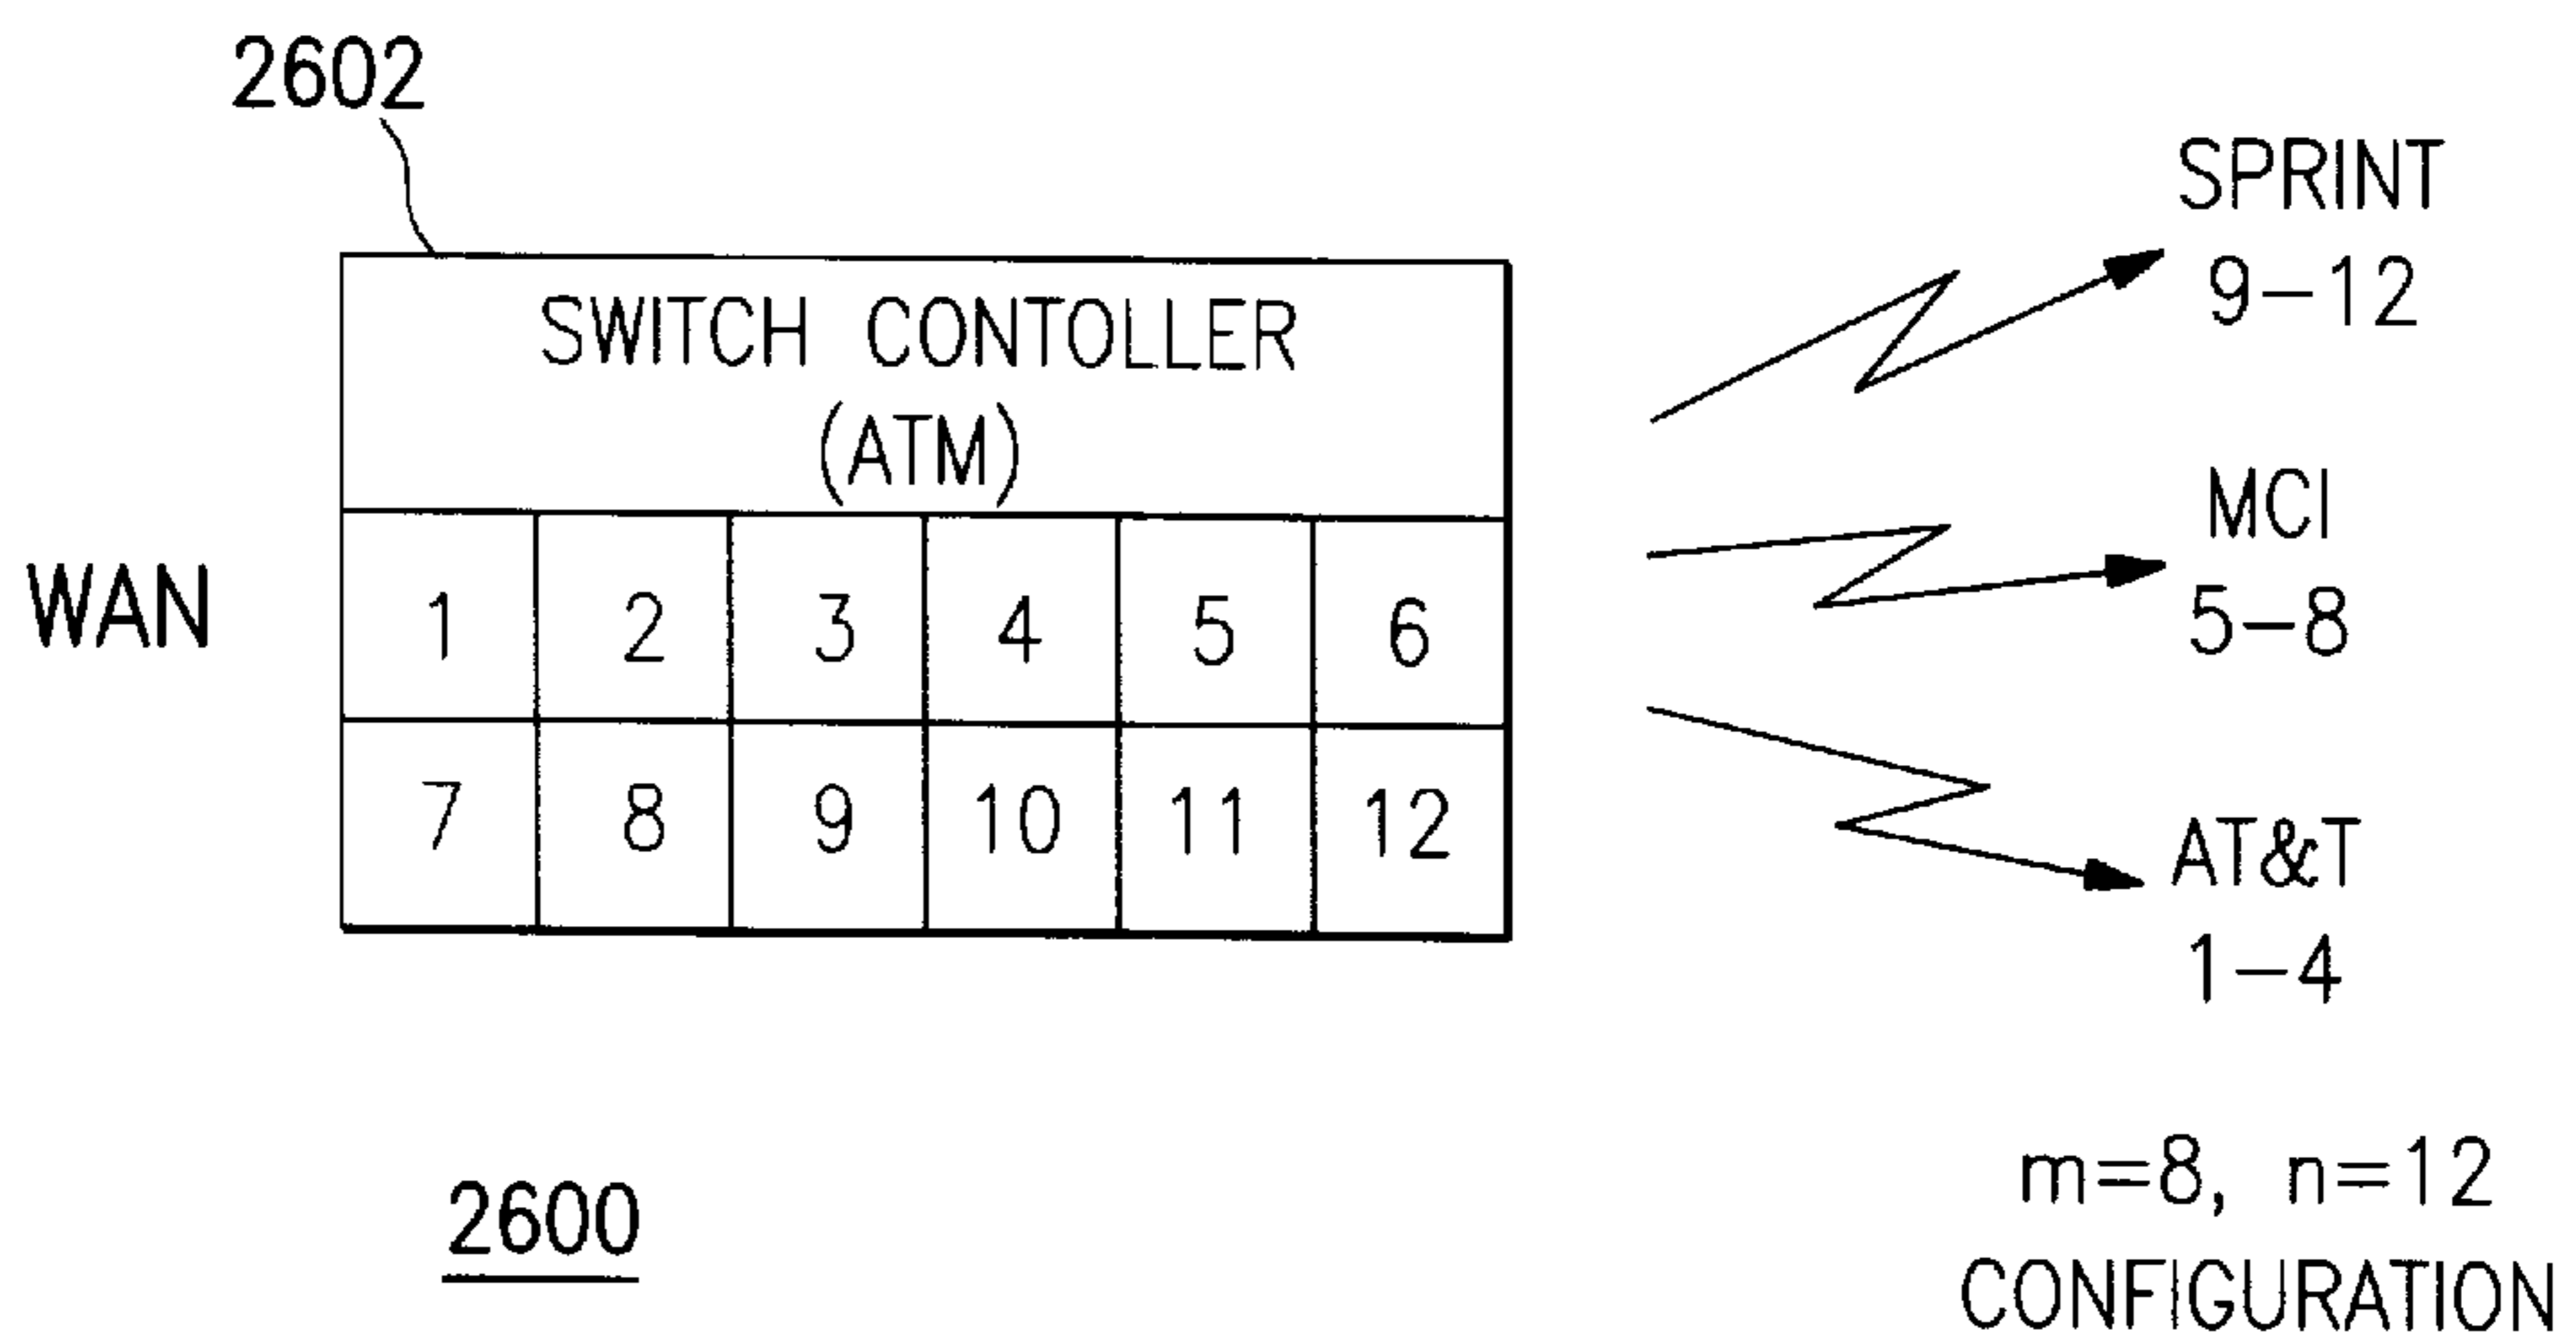 2602
SWITCH CONTOLLER
(ATM)
WAN
1 2 3 4 5 6
7 8 9 10 11 12
SPRINT
9-12
MCI
5-8
AT&T
1-4
m=8, n=12
CONFIGURATION
2600